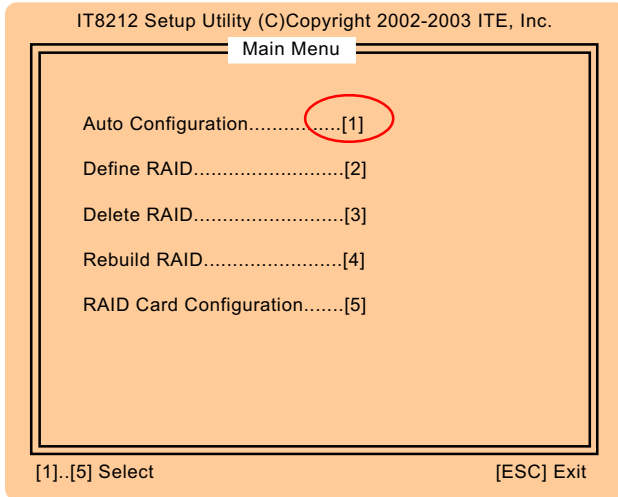 IT8212 Setup Utility (C)Copyright 2002-2003 ITE, Inc.
Main Menu
Auto Configuration................[1]
Define RAID..........................[2]
Delete RAID..........................[3]
Rebuild RAID........................[4]
RAID Card Configuration.......[5]
[1]..[5] Select [ESC] Exit